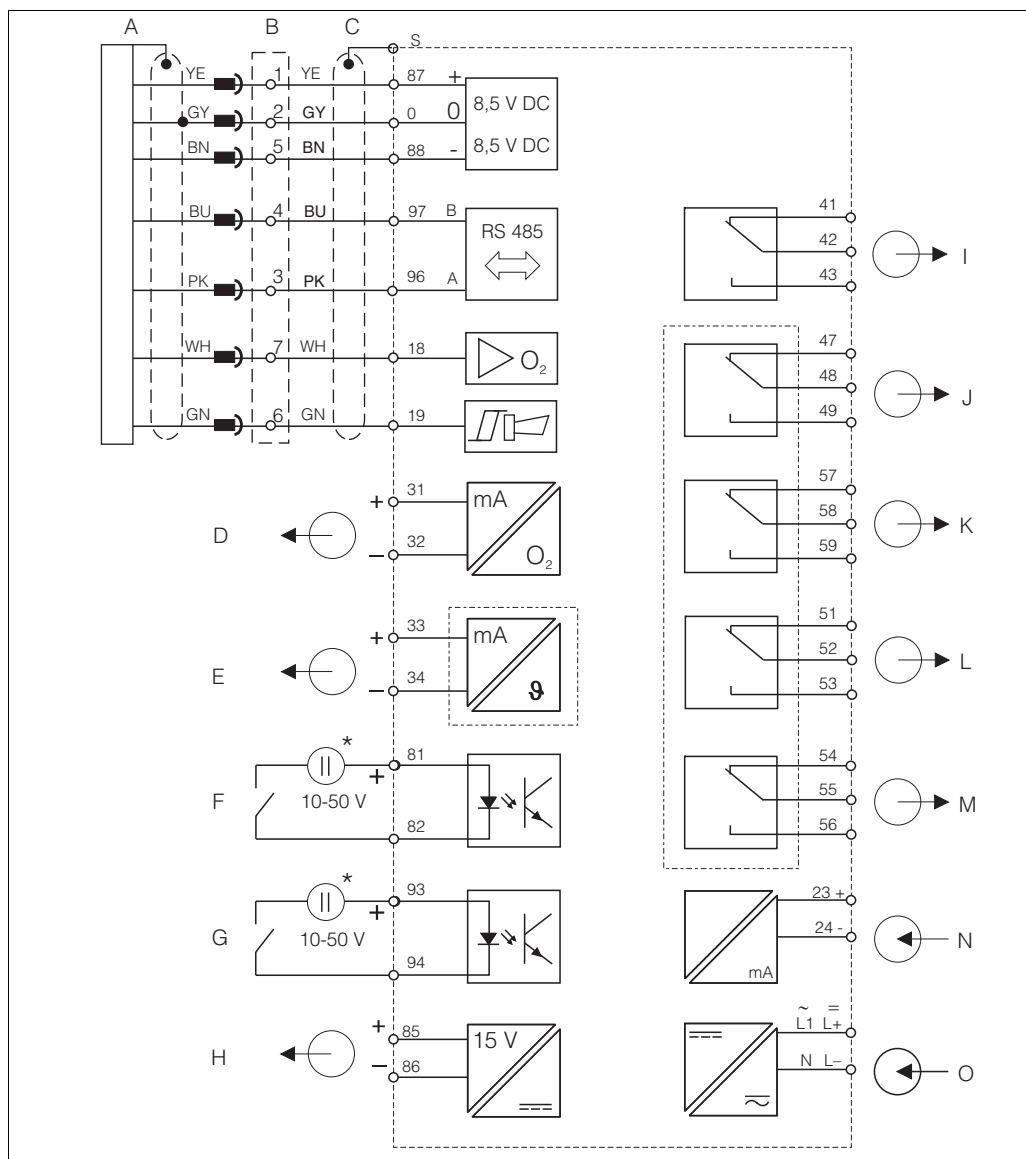 A B C
S
YE 1 YE 87 +
8,5 V DC
GY 2 GY 0 0
8,5 V DC
BN 5 BN 88 -
BU 4 BU 97 B
RS 485
PK 3 PK 96 A
WH 7 WH 18
O2
GN 6 GN 19
D
+ 31
mA
− 32
O2
E
+ 33
mA
− 34
ϑ
F
*
10-50 V
+ 81
82
G
*
10-50 V
+ 93
94
H
+ 85
15 V
− 86
41
42
43
I
47
48
49
J
57
58
59
K
51
52
53
L
54
55
56
M
23 +
24 -
mA
N
~ =
L1 L+
N L−
O